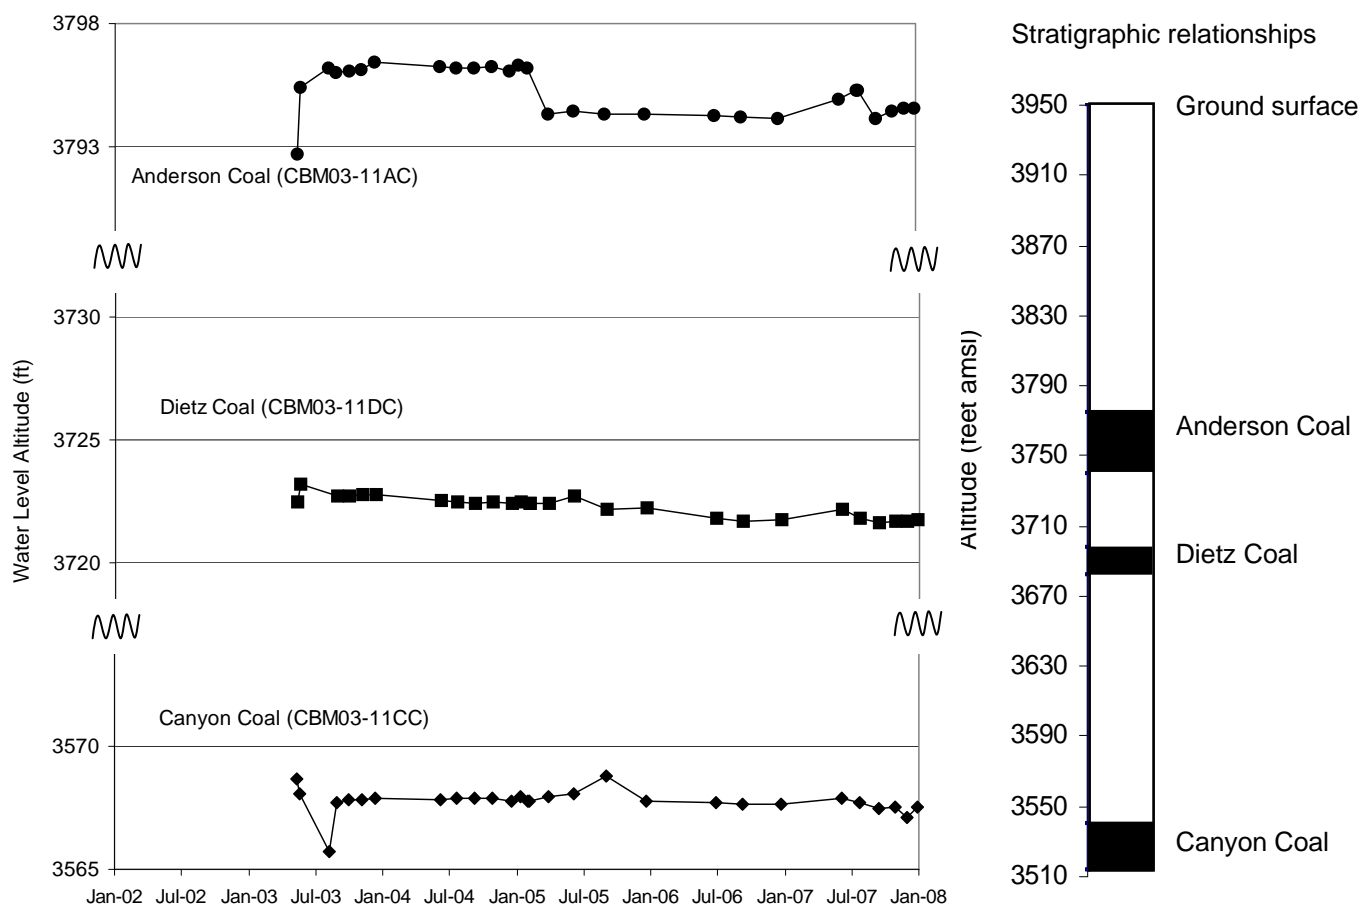 3798
3793
Anderson Coal (CBM03-11AC)
3730
Dietz Coal (CBM03-11DC)
3725
3720
Canyon Coal (CBM03-11CC)
3570
3565
Jan-02 Jul-02 Jan-03 Jul-03 Jan-04 Jul-04 Jan-05 Jul-05 Jan-06 Jul-06 Jan-07 Jul-07 Jan-08
Water Level Altitude (ft)
Stratigraphic relationships
3950 Ground surface
3910
3870
3830
3790
Anderson Coal
3750
3710
Dietz Coal
3670
3630
3590
3550
Canyon Coal
3510
Altitude (feet amsl)